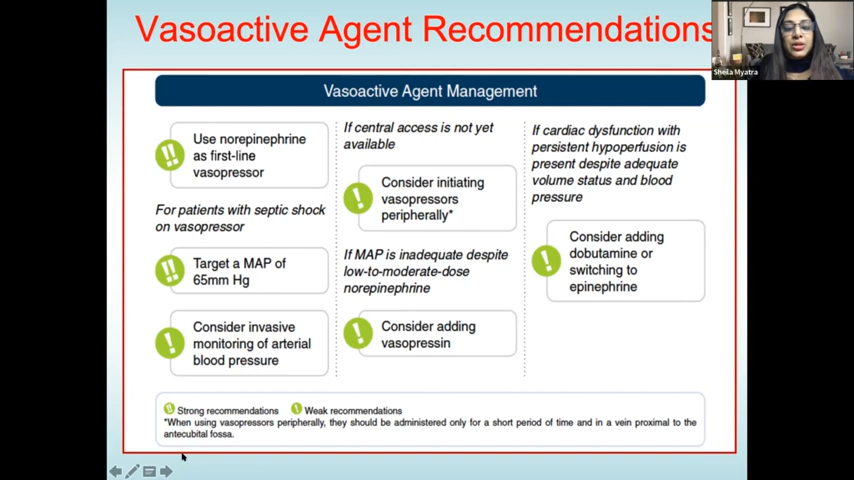 Vasoactive Agent Recommendations
Sheila Myatra
Vasoactive Agent Management
!! Use norepinephrine
as first-line
vasopressor
For patients with septic shock
on vasopressor
!! Target a MAP of
65mm Hg
! Consider invasive
monitoring of arterial
blood pressure
If central access is not yet
available
! Consider initiating
vasopressors
peripherally*
If MAP is inadequate despite
low-to-moderate-dose
norepinephrine
! Consider adding
vasopressin
If cardiac dysfunction with
persistent hypoperfusion is
present despite adequate
volume status and blood
pressure
! Consider adding
dobutamine or
switching to
epinephrine
!! Strong recommendations ! Weak recommendations
*When using vasopressors peripherally, they should be administered only for a short period of time and in a vein proximal to the
antecubital fossa.